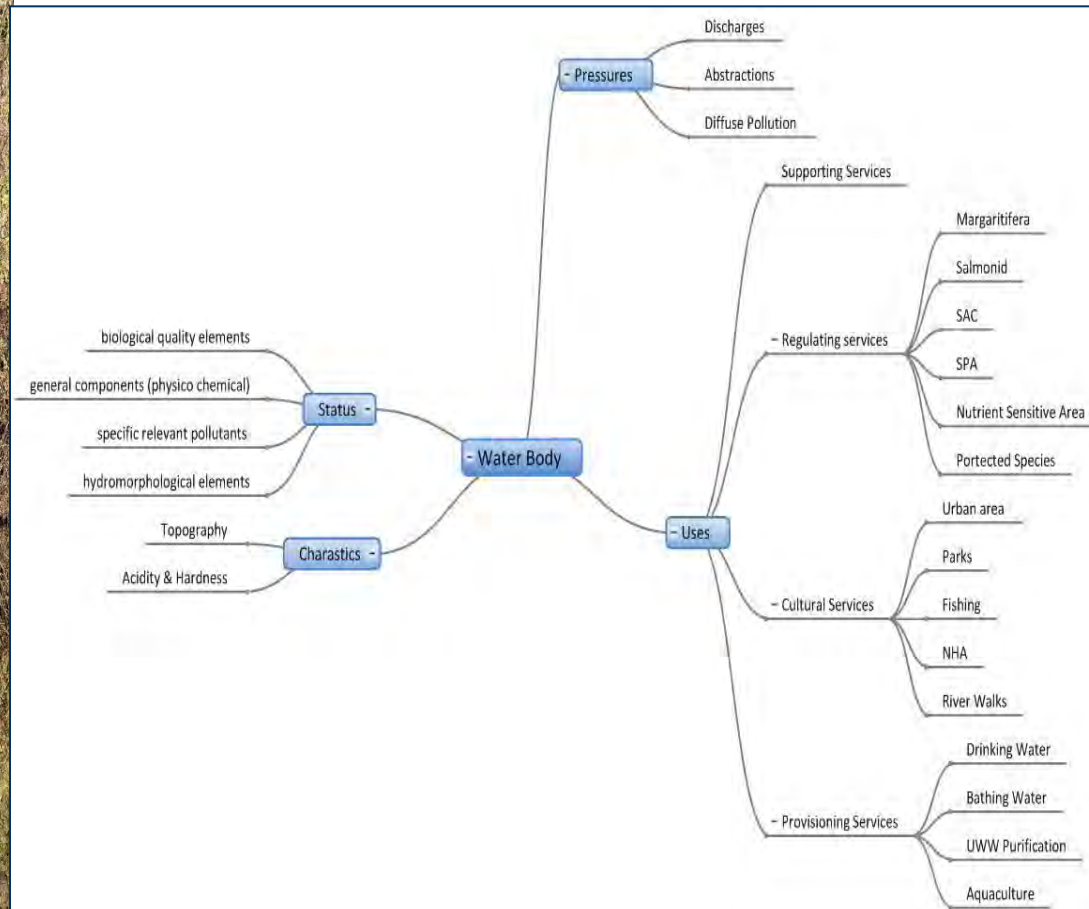 Discharges
- Pressures
Abstractions
Diffuse Pollution
Supporting Services
Margaritifera
Salmonid
SAC
- Regulating services
SPA
Nutrient Sensitive Area
Portected Species
biological quality elements
general components (physico chemical)
Status -
specific relevant pollutants
hydromorphological elements
- Water Body
Topography
Charastics -
Acidity & Hardness
- Uses
Urban area
Parks
- Cultural Services
Fishing
NHA
River Walks
Drinking Water
Bathing Water
- Provisioning Services
UWW Purification
Aquaculture